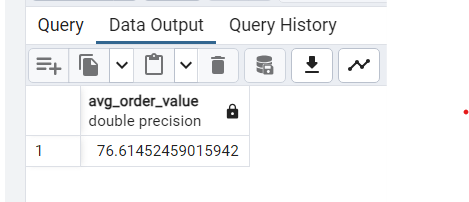 Query Data Output Query History
avg_order_value
double precision
1 76.61452459015942